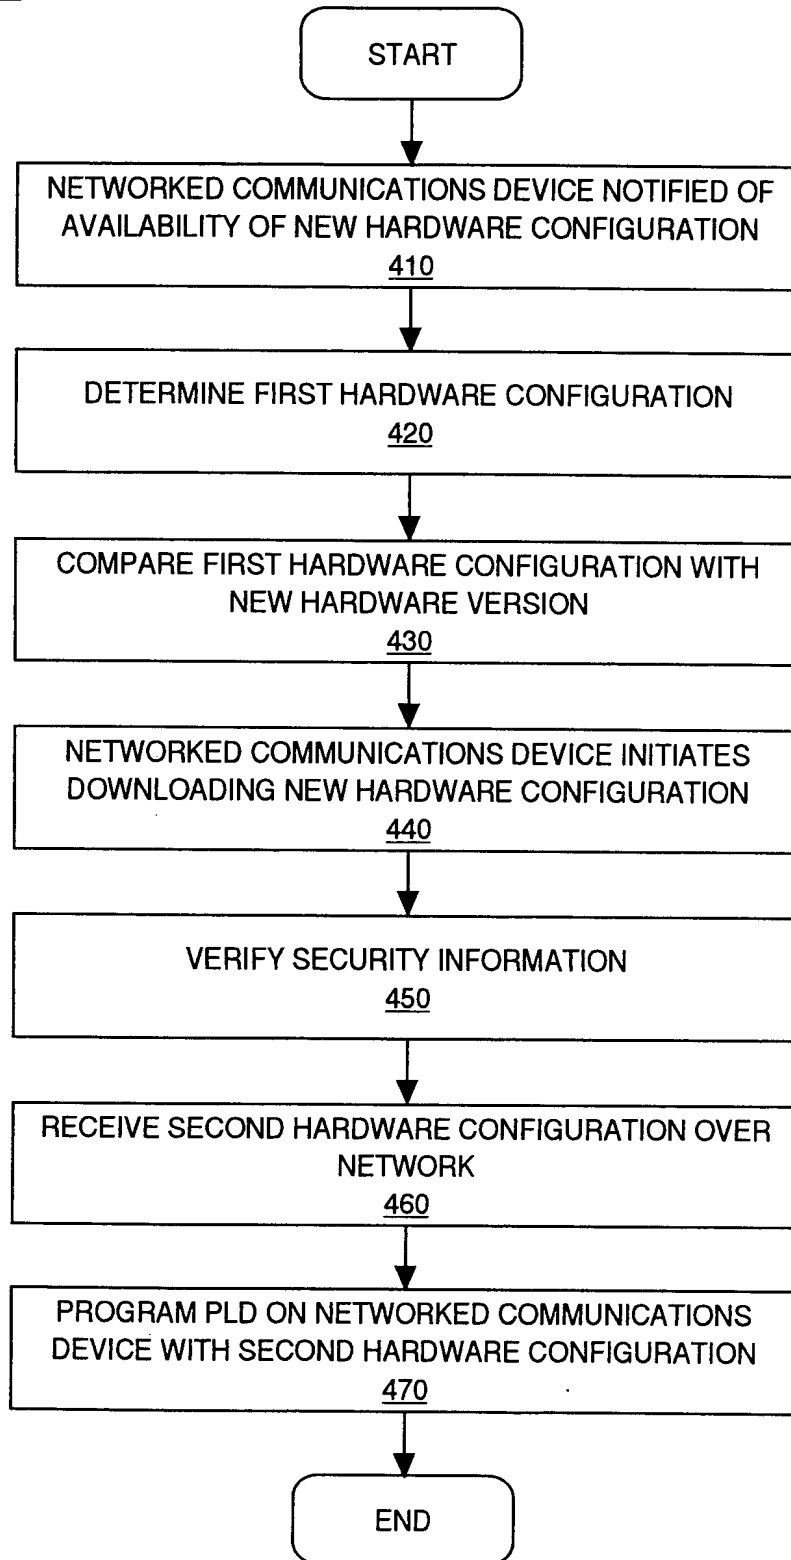 START
NETWORKED COMMUNICATIONS DEVICE NOTIFIED OF
AVAILABILITY OF NEW HARDWARE CONFIGURATION
410
DETERMINE FIRST HARDWARE CONFIGURATION
420
COMPARE FIRST HARDWARE CONFIGURATION WITH
NEW HARDWARE VERSION
430
NETWORKED COMMUNICATIONS DEVICE INITIATES
DOWNLOADING NEW HARDWARE CONFIGURATION
440
VERIFY SECURITY INFORMATION
450
RECEIVE SECOND HARDWARE CONFIGURATION OVER
NETWORK
460
PROGRAM PLD ON NETWORKED COMMUNICATIONS
DEVICE WITH SECOND HARDWARE CONFIGURATION
470
END